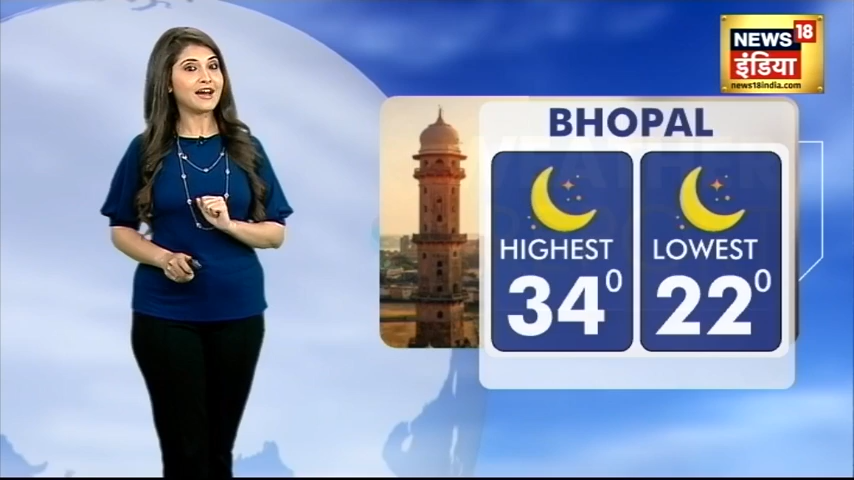 NEWS 18
इंडिया
news18india.com
BHOPAL
HIGHEST
34⁰
LOWEST
22⁰